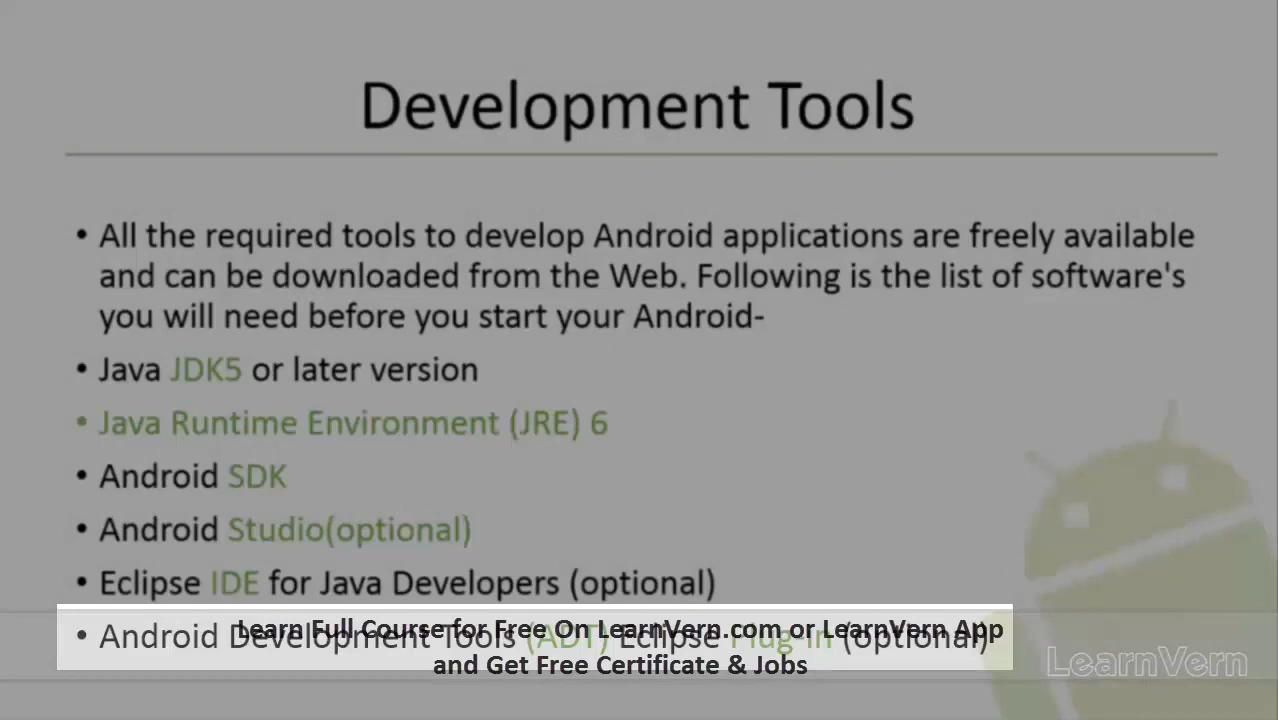 Development Tools
• All the required tools to develop Android applications are freely available
and can be downloaded from the Web. Following is the list of software's
you will need before you start your Android-
• Java JDK5 or later version
• Java Runtime Environment (JRE) 6
• Android SDK
• Android Studio(optional)
• Eclipse IDE for Java Developers (optional)
• Android Development Tools (ADT) Eclipse Plug-in (optional)
Learn Full Course for Free On LearnVern.com or LearnVern App
and Get Free Certificate & Jobs
LearnVern